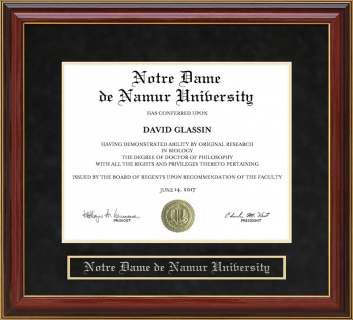 Notre Dame
de Namur University
HAS CONFERRED UPON
DAVID GLASSIN
HAVING DEMONSTRATED ABILITY BY ORIGINAL RESEARCH
IN BIOLOGY
THE DEGREE OF DOCTOR OF PHILOSOPHY
WITH ALL THE RIGHTS AND PRIVILEGES THERETO PERTAINING
ISSUED BY THE BOARD OF REGENTS UPON RECOMMENDATION OF THE FACULTY
JUNE 14, 2017
PROVOST
PRESIDENT
Notre Dame de Namur University